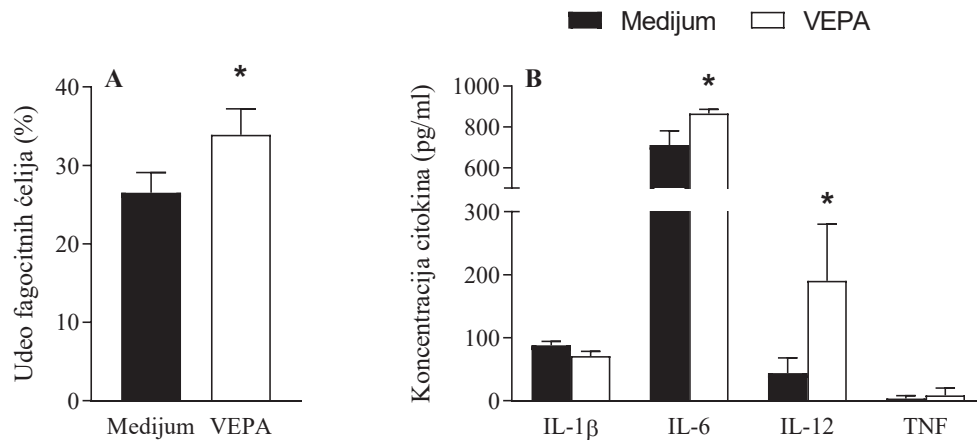 Medijum VEPA
A
*
Udeo fagocitnih ćelija (%)
40
30
20
10
0
Medijum VEPA
B
*
*
Koncentracija citokina (pg/ml)
1000
800
600
300
200
100
0
IL-1β IL-6 IL-12 TNF